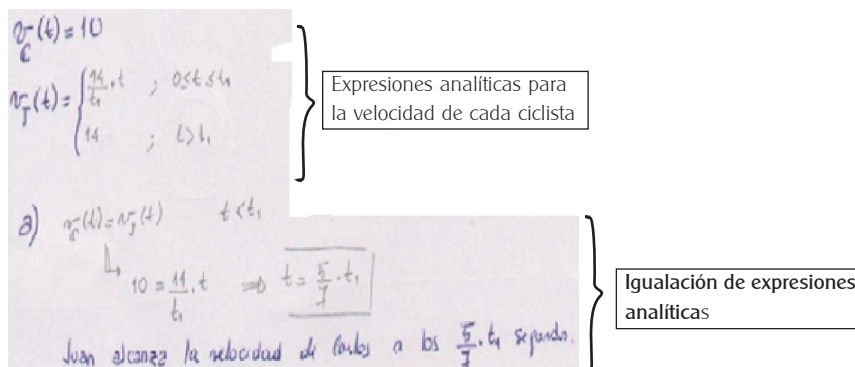 v_C(t) = 10
v_J(t) = { 14/t₁ · t ; 0 ≤ t ≤ t₁
14 ; t > t₁
Expresiones analíticas para
la velocidad de cada ciclista
a) v_C(t) = v_J(t) t < t₁
10 = 14/t₁ · t ⇒ t = 5/7 · t₁
Igualación de expresiones
analíticas
Juan alcanza la velocidad de Carlos a los 5/7 · t₁ segundos.